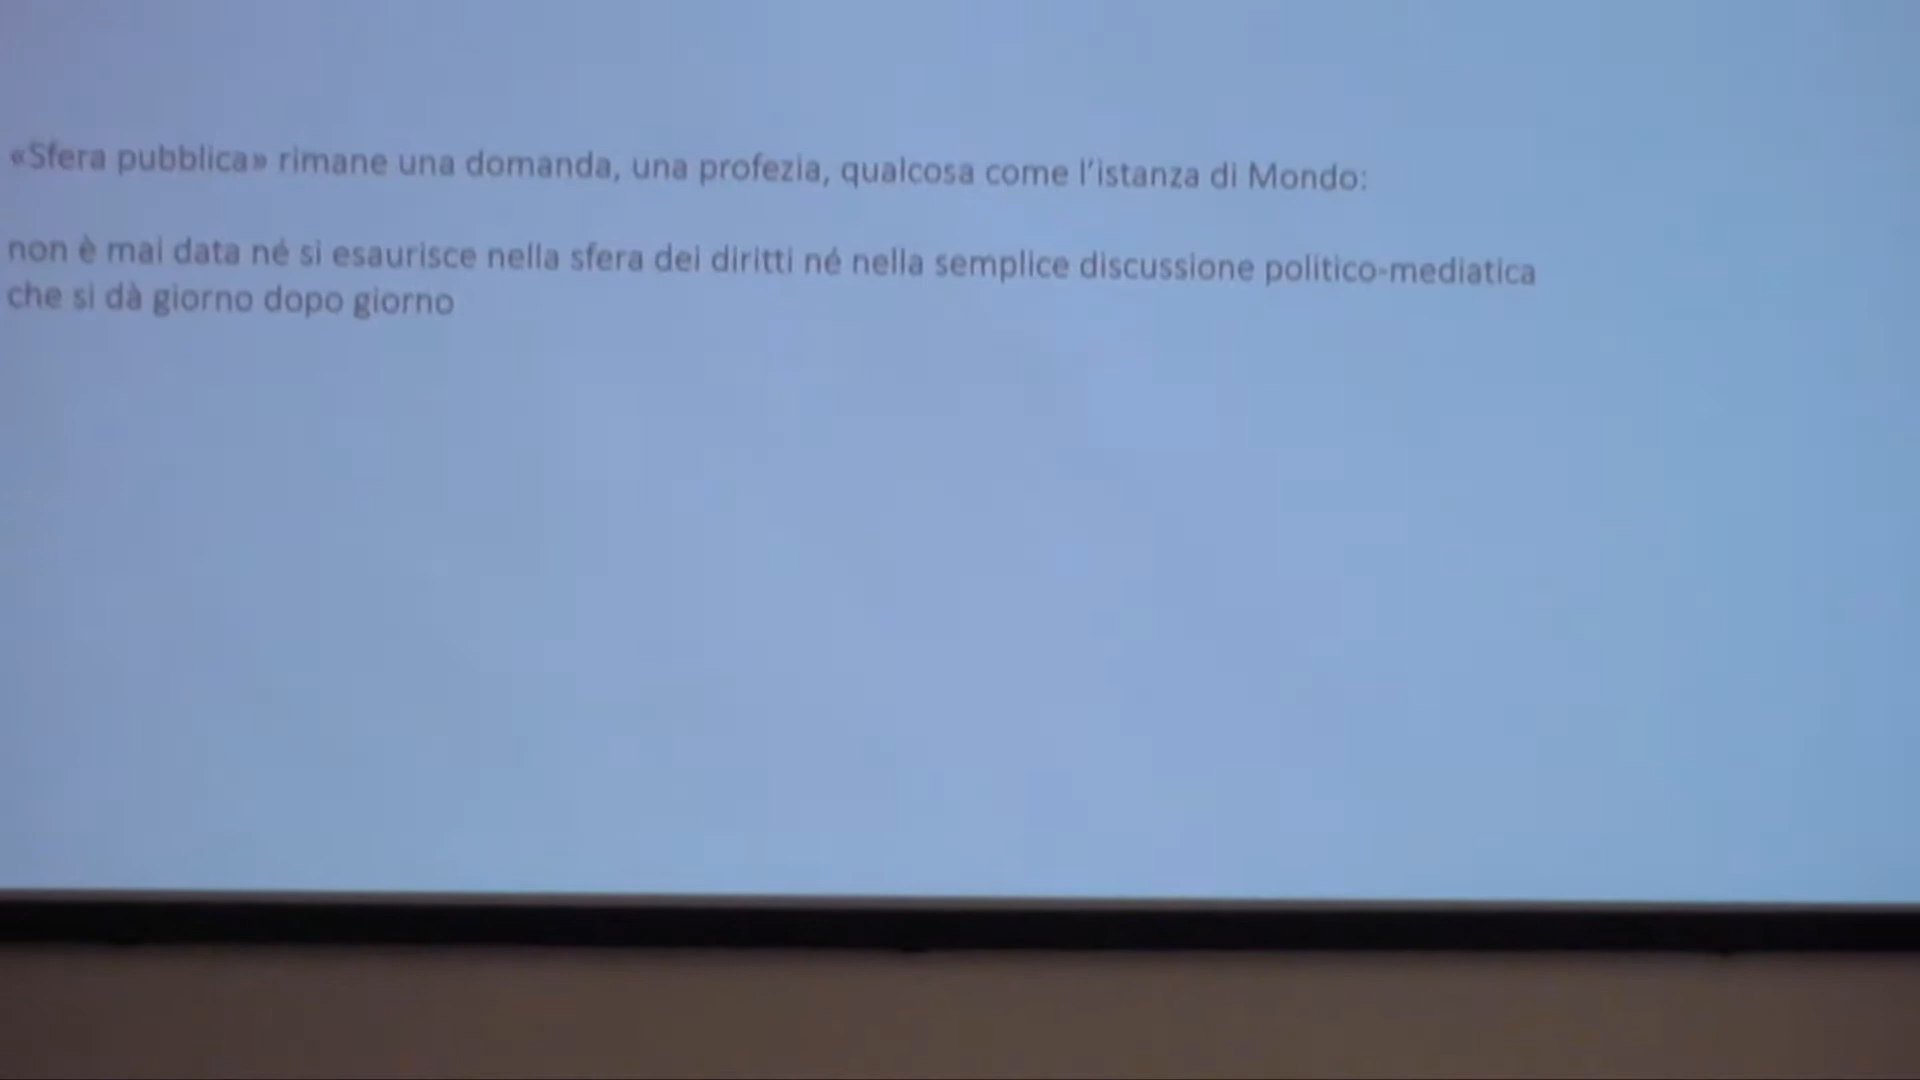 «Sfera pubblica» rimane una domanda, una profezia, qualcosa come l’istanza di Mondo:
non è mai data né si esaurisce nella sfera dei diritti né nella semplice discussione politico-mediatica
che si dà giorno dopo giorno